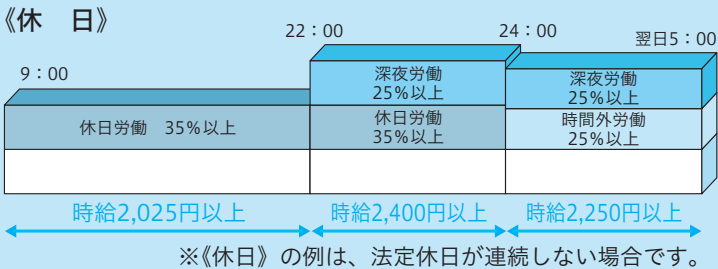 《休　日》
22：00
24：00
翌日5：00
9：00
深夜労働
25％以上
深夜労働
25％以上
休日労働　35％以上
休日労働
35％以上
時間外労働
25％以上
時給2,025円以上
時給2,400円以上
時給2,250円以上
※《休日》の例は、法定休日が連続しない場合です。